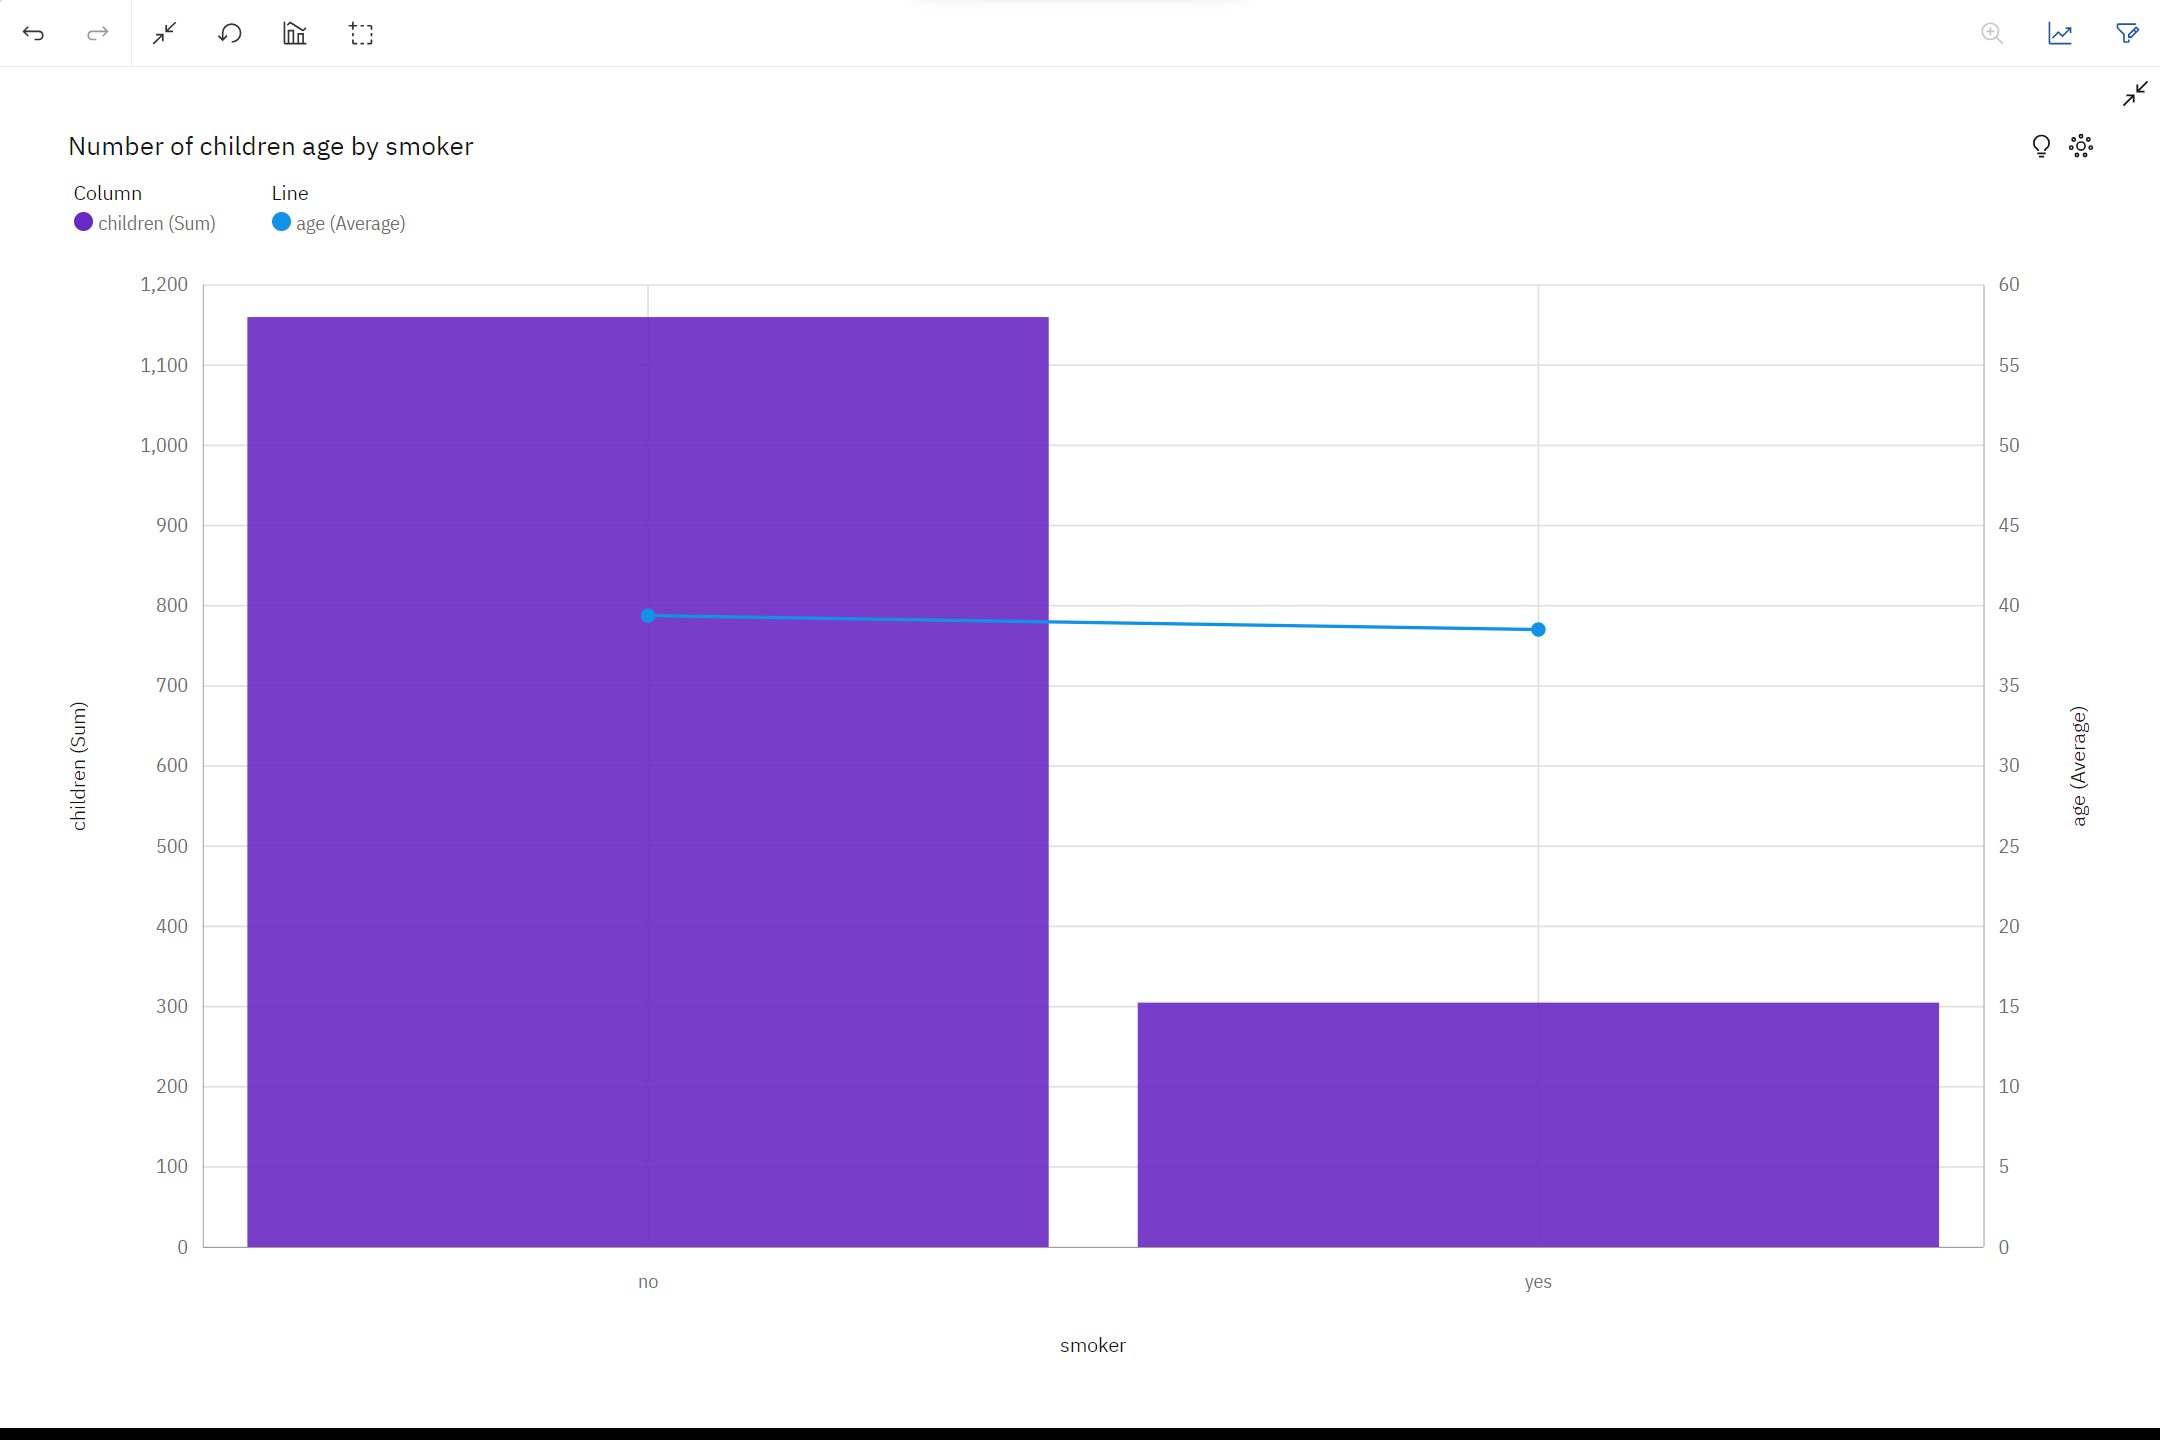 Number of children age by smoker
Column
Line
children (Sum)
age (Average)
1,200
1,100
1,000
900
800
700
600
500
400
300
200
100
0
children (Sum)
60
55
50
45
40
35
30
25
20
15
10
5
0
age (Average)
no
yes
smoker